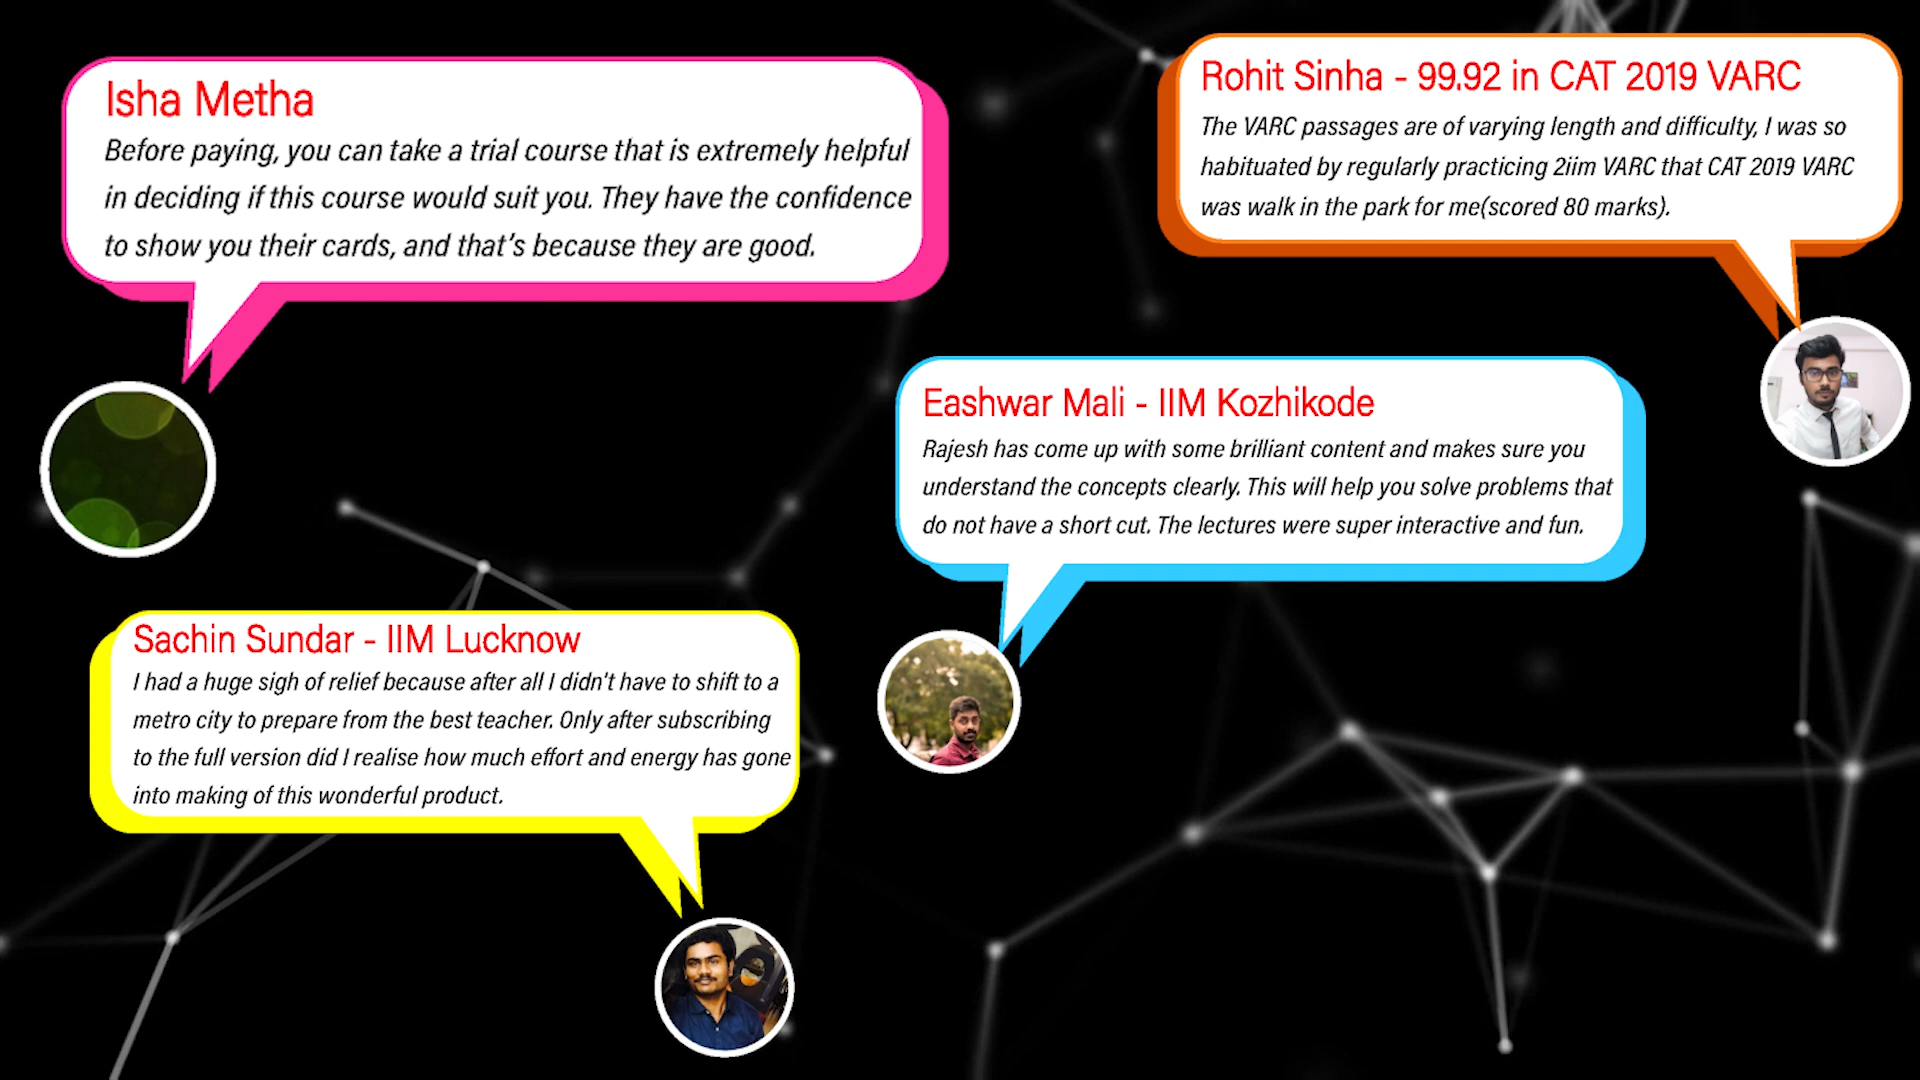 Isha Metha
Before paying, you can take a trial course that is extremely helpful
in deciding if this course would suit you. They have the confidence
to show you their cards, and that's because they are good.
Rohit Sinha - 99.92 in CAT 2019 VARC
The VARC passages are of varying length and difficulty, I was so
habituated by regularly practicing 2iim VARC that CAT 2019 VARC
was walk in the park for me(scored 80 marks).
Eashwar Mali - IIM Kozhikode
Rajesh has come up with some brilliant content and makes sure you
understand the concepts clearly. This will help you solve problems that
do not have a short cut. The lectures were super interactive and fun.
Sachin Sundar - IIM Lucknow
I had a huge sigh of relief because after all I didn't have to shift to a
metro city to prepare from the best teacher. Only after subscribing
to the full version did I realise how much effort and energy has gone
into making of this wonderful product.